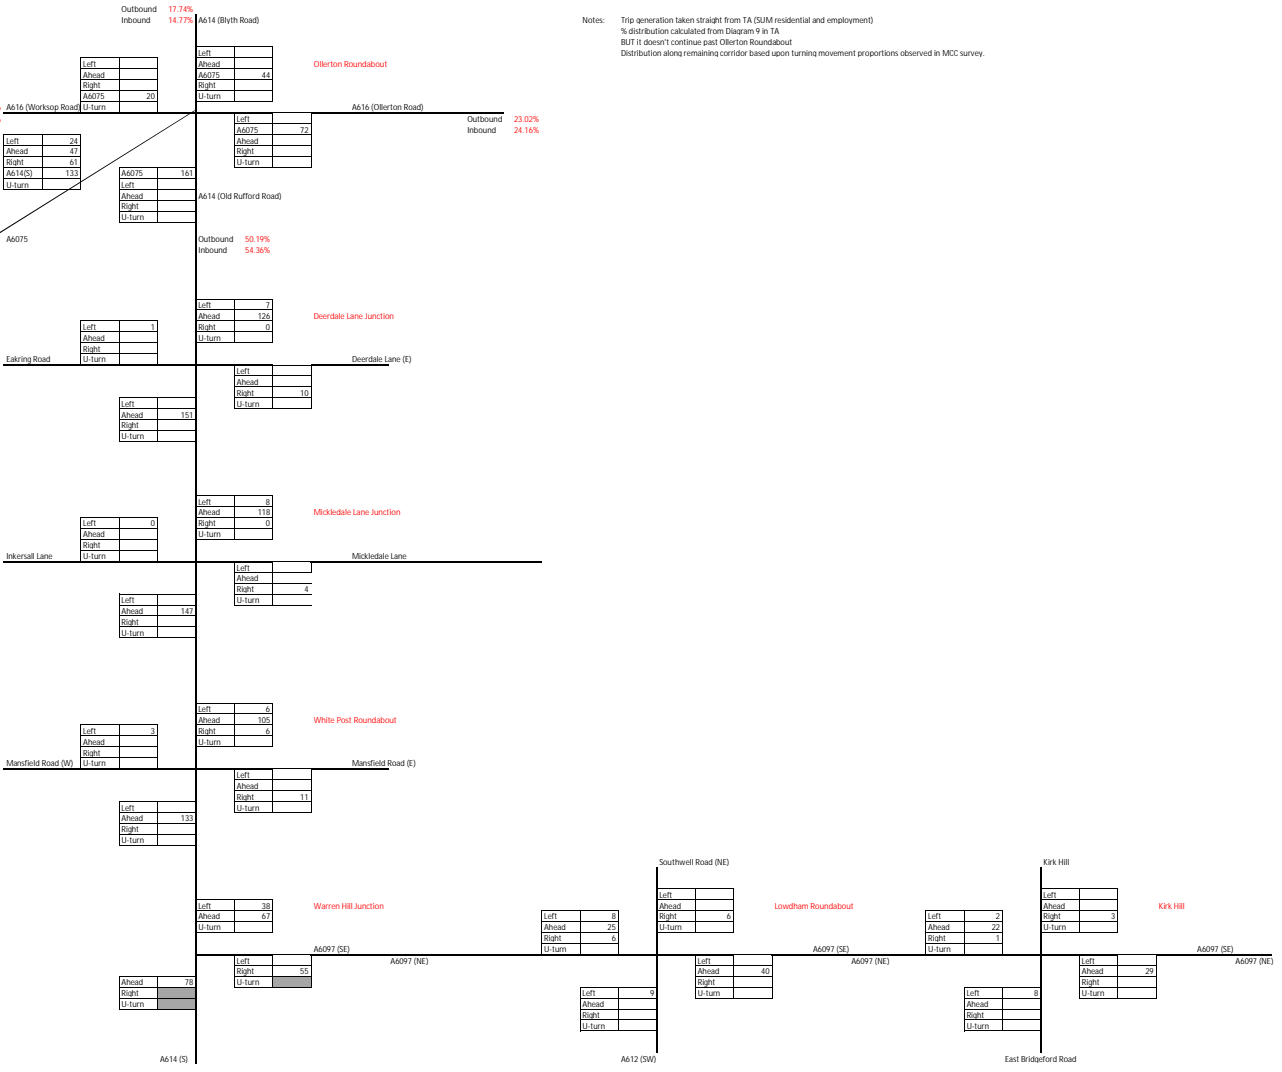 Outbound 17.74%
Inbound 14.77% A614 (Blyth Road)
Notes: Trip generation taken straight from TA (SUM residential and employment)
% distribution calculated from Diagram 9 in TA
BUT it doesn't continue past Ollerton Roundabout
Distribution along remaining corridor based upon turning movement proportions observed in MCC survey.
Left
Ahead
A6075 44
Right
U-turn
Ollerton Roundabout
Left
Ahead
Right
A6075 20
U-turn
A616 (Worksop Road)
A616 (Ollerton Road)
Outbound 23.02%
Inbound 24.16%
Left
A6075 72
Ahead
Right
U-turn
Left 24
Ahead 47
Right 61
A614(S) 133
U-turn
A6075 161
Left
Ahead
Right
U-turn
A614 (Old Rufford Road)
A6075
Outbound 50.19%
Inbound 54.36%
Left 7
Ahead 126
Right 0
U-turn
Deerdale Lane Junction
Left 1
Ahead
Right
U-turn
Eakring Road
Deerdale Lane (E)
Left
Ahead
Right 10
U-turn
Left
Ahead 151
Right
U-turn
Left 8
Ahead 118
Right 0
U-turn
Mickledale Lane Junction
Left 0
Ahead
Right
U-turn
Inkersall Lane
Mickledale Lane
Left
Ahead
Right 4
U-turn
Left
Ahead 147
Right
U-turn
Left 6
Ahead 105
Right 6
U-turn
White Post Roundabout
Left 3
Ahead
Right
U-turn
Mansfield Road (W)
Mansfield Road (E)
Left
Ahead
Right 11
U-turn
Left
Ahead 133
Right
U-turn
Left 38
Ahead 67
Warren Hill Junction
A6097 (SE)
A6097 (NE)
Left
Right 55
U-turn
Ahead 78
Right
U-turn
A614 (S)
Southwell Road (NE)
Left
Ahead
Right 6
U-turn
Lowdham Roundabout
Left 8
Ahead 25
Right 6
U-turn
A6097 (SE)
A6097 (NE)
Left
Ahead 40
Right
U-turn
Left 9
Ahead
Right
U-turn
A612 (SW)
Kirk Hill
Left
Ahead
Right 3
U-turn
Kirk Hill
Left 2
Ahead 22
Right 1
U-turn
A6097 (SE)
A6097 (NE)
Left
Ahead 29
Right
U-turn
Left 8
Ahead
Right
U-turn
East Bridgeford Road